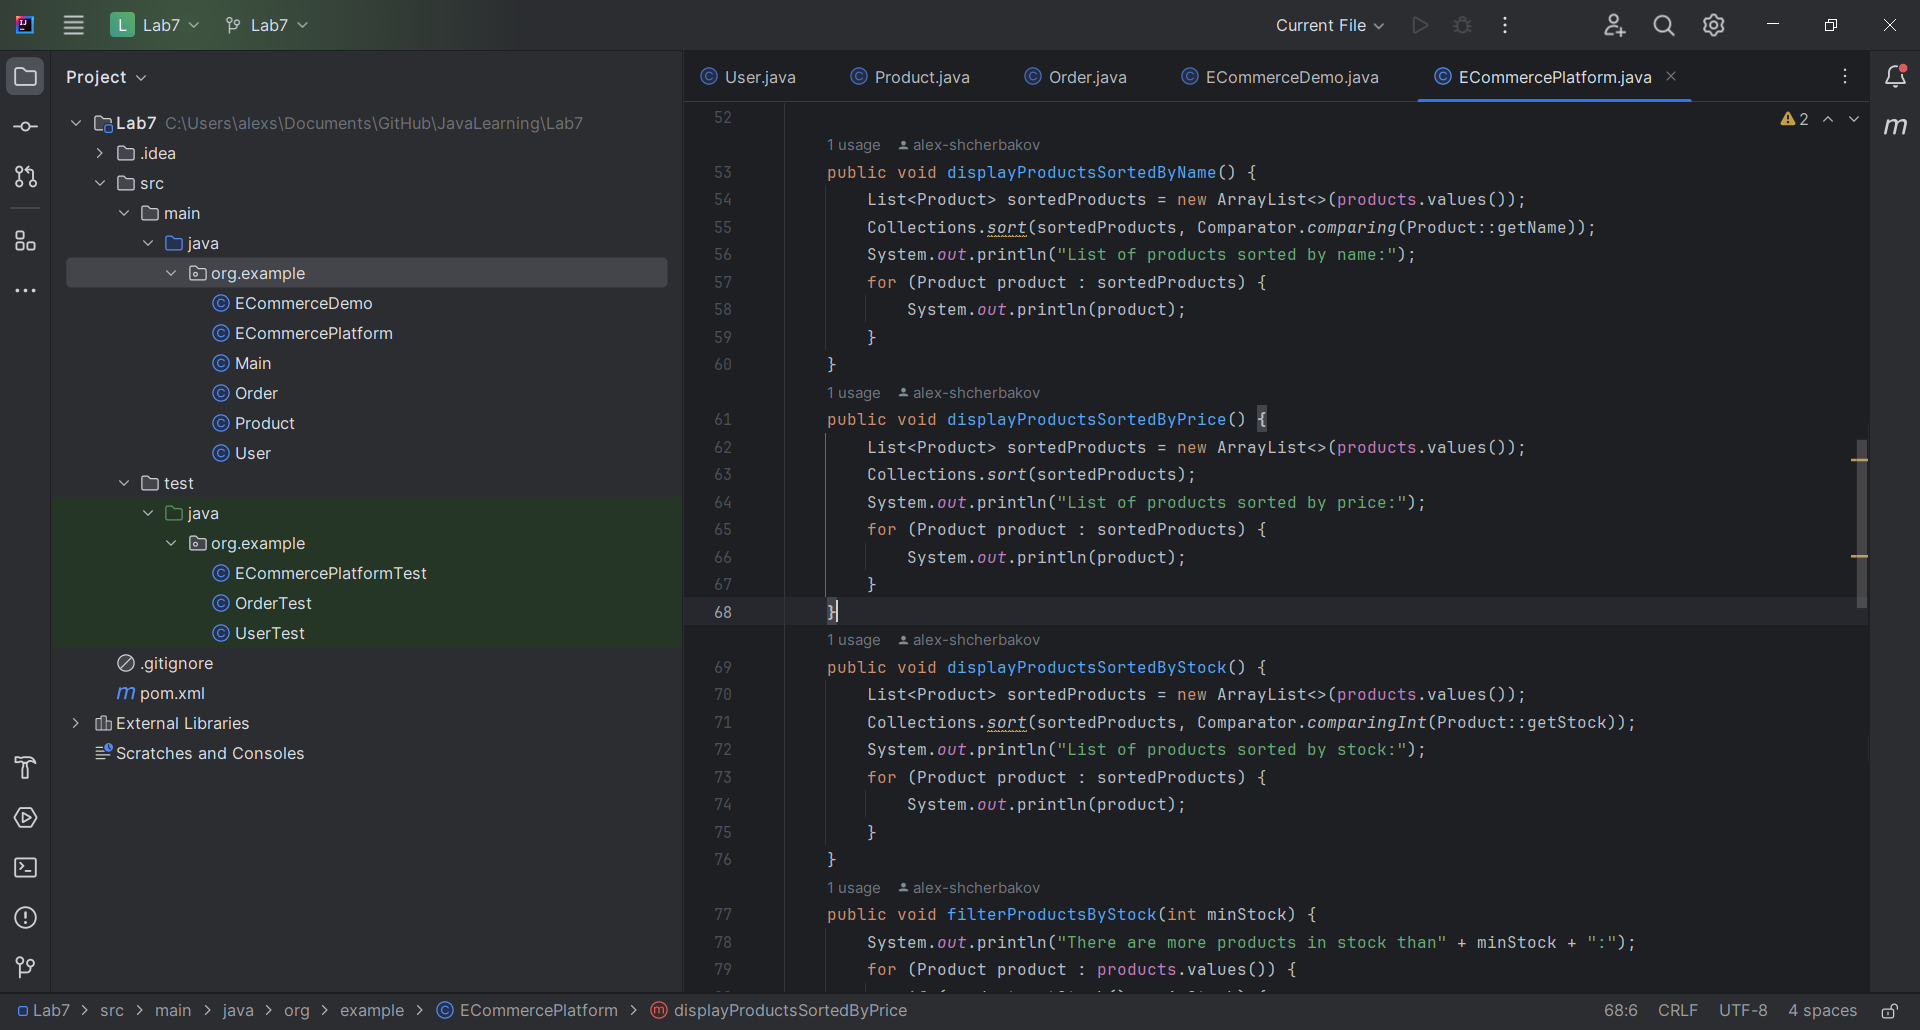 L Lab7 Lab7 Current File
Project
Lab7 C:\Users\alexs\Documents\GitHub\JavaLearning\Lab7
.idea
src
main
java
org.example
ECommerceDemo
ECommercePlatform
Main
Order
Product
User
test
java
org.example
ECommercePlatformTest
OrderTest
UserTest
.gitignore
pom.xml
External Libraries
Scratches and Consoles
User.java Product.java Order.java ECommerceDemo.java ECommercePlatform.java
2
52
1 usage alex-shcherbakov
53 public void displayProductsSortedByName() {
54 List<Product> sortedProducts = new ArrayList<>(products.values());
55 Collections.sort(sortedProducts, Comparator.comparing(Product::getName));
56 System.out.println("List of products sorted by name:");
57 for (Product product : sortedProducts) {
58 System.out.println(product);
59 }
60 }
1 usage alex-shcherbakov
61 public void displayProductsSortedByPrice() {
62 List<Product> sortedProducts = new ArrayList<>(products.values());
63 Collections.sort(sortedProducts);
64 System.out.println("List of products sorted by price:");
65 for (Product product : sortedProducts) {
66 System.out.println(product);
67 }
68 }
1 usage alex-shcherbakov
69 public void displayProductsSortedByStock() {
70 List<Product> sortedProducts = new ArrayList<>(products.values());
71 Collections.sort(sortedProducts, Comparator.comparingInt(Product::getStock));
72 System.out.println("List of products sorted by stock:");
73 for (Product product : sortedProducts) {
74 System.out.println(product);
75 }
76 }
1 usage alex-shcherbakov
77 public void filterProductsByStock(int minStock) {
78 System.out.println("There are more products in stock than" + minStock + ":");
79 for (Product product : products.values()) {
Lab7 > src > main > java > org > example > ECommercePlatform > displayProductsSortedByPrice 68:6 CRLF UTF-8 4 spaces